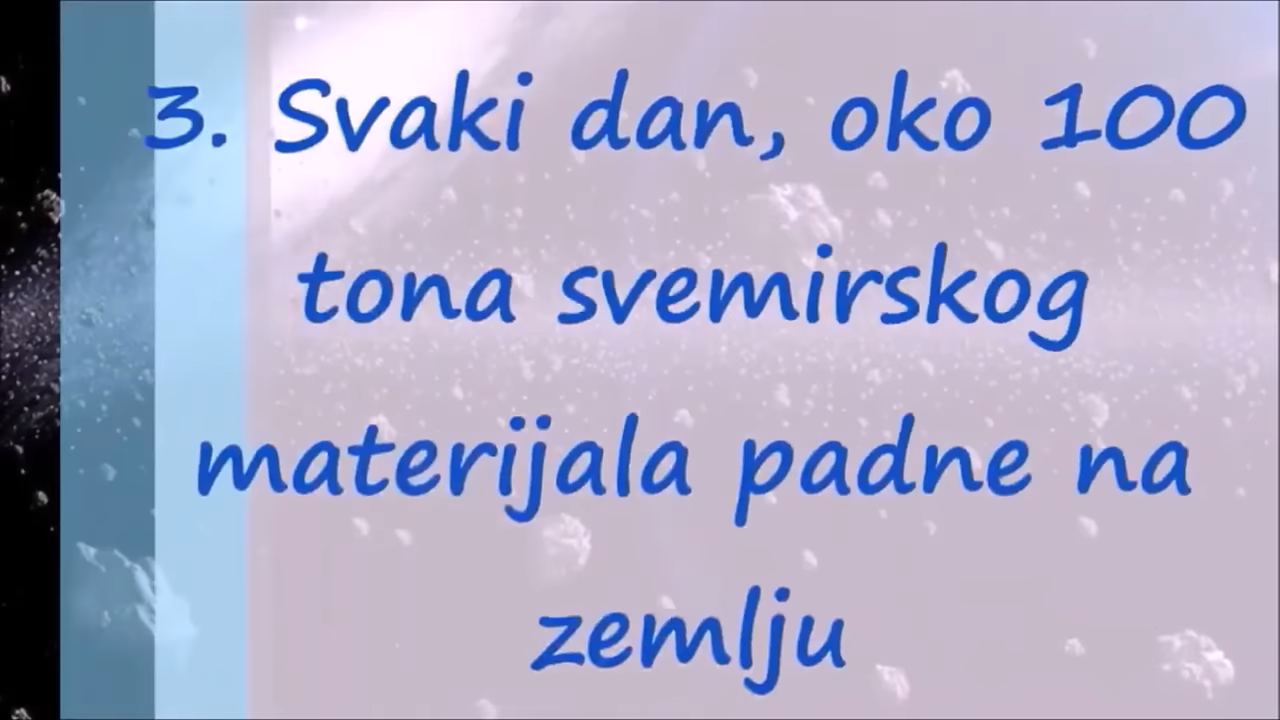 3. Svaki dan, oko 100
tona svemirskog
materijala padne na
zemlju